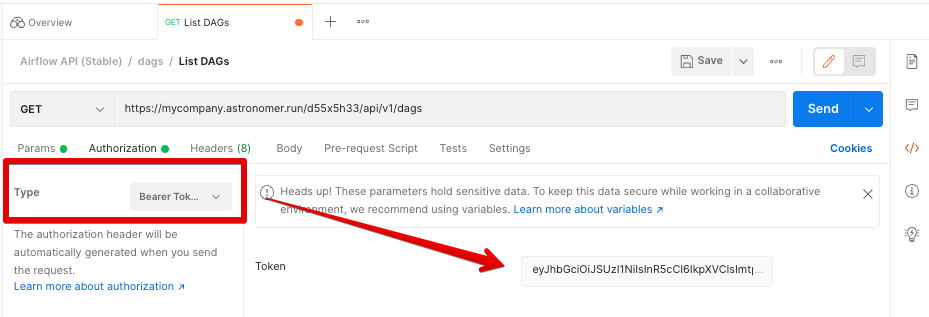 Overview
GET List DAGs
Airflow API (Stable) / dags / List DAGs
Save
GET
https://mycompany.astronomer.run/d55x5h33/api/v1/dags
Send
Params
Authorization
Headers (8)
Body
Pre-request Script
Tests
Settings
Cookies
Type
Bearer Tok...
The authorization header will be
automatically generated when you send
the request.
Learn more about authorization ↗
Heads up! These parameters hold sensitive data. To keep this data secure while working in a collaborative
environment, we recommend using variables. Learn more about variables ↗
Token